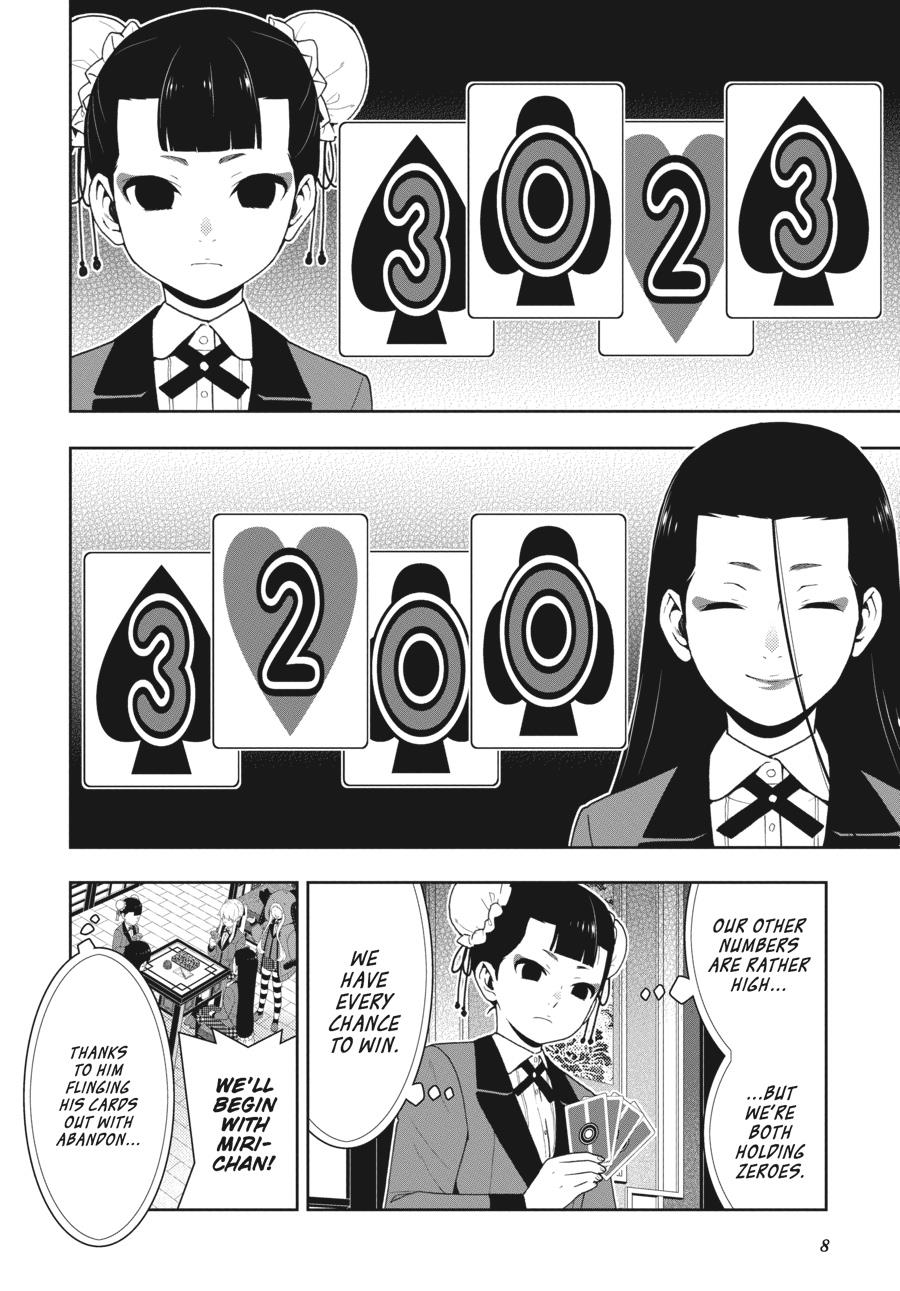 3 0 2 3
3 2 0 0
OUR OTHER
NUMBERS
ARE RATHER
HIGH...
...BUT
WE'RE
BOTH
HOLDING
ZEROES.
WE
HAVE
EVERY
CHANCE
TO WIN.
WE'LL
BEGIN
WITH
MIRI-
CHAN!
THANKS
TO HIM
FLINGING
HIS CARDS
OUT WITH
ABANDON...
8